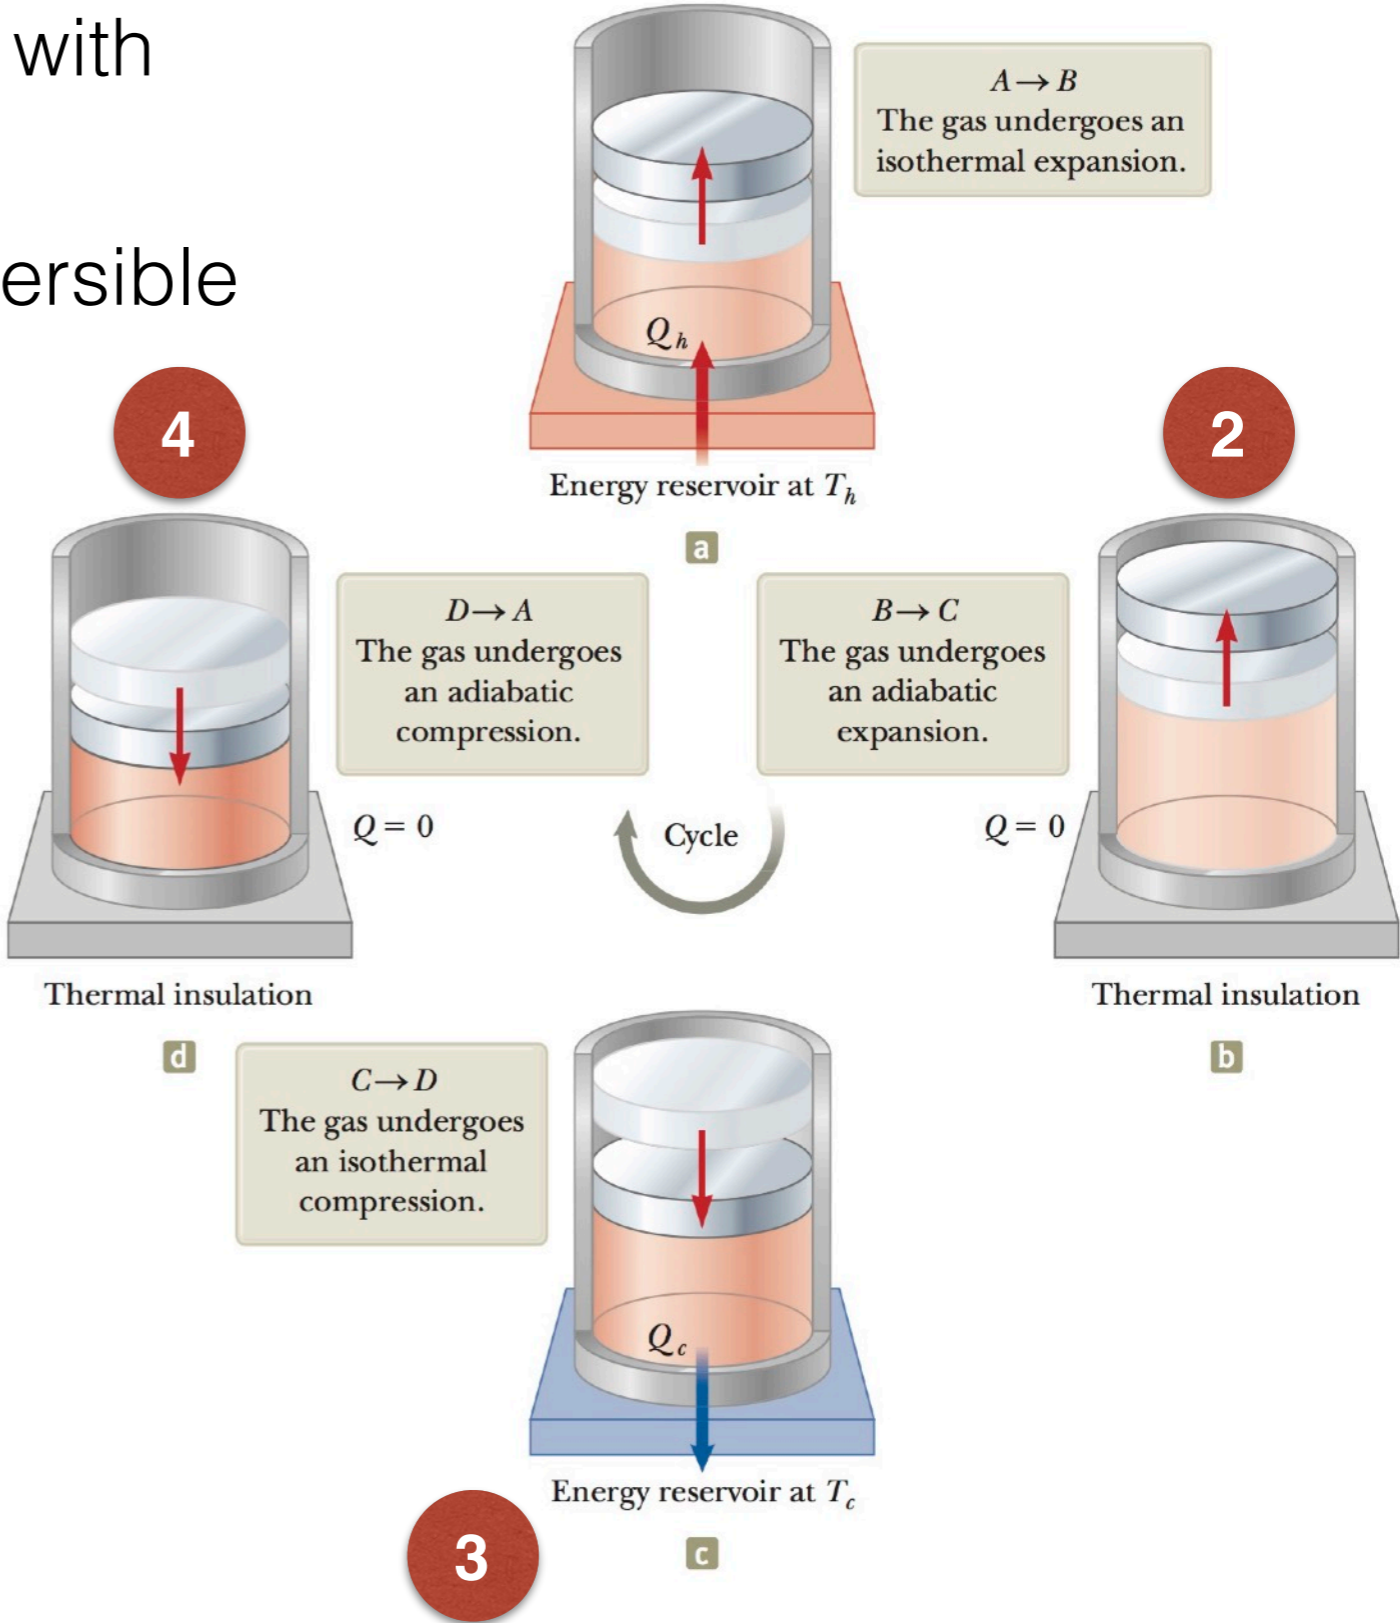 with
ersible
A → B
The gas undergoes an
isothermal expansion.
Q_h
Energy reservoir at T_h
a
4
2
D → A
The gas undergoes
an adiabatic
compression.
B → C
The gas undergoes
an adiabatic
expansion.
Q = 0
Cycle
Q = 0
Thermal insulation
d
Thermal insulation
b
C → D
The gas undergoes
an isothermal
compression.
Q_c
Energy reservoir at T_c
3
c